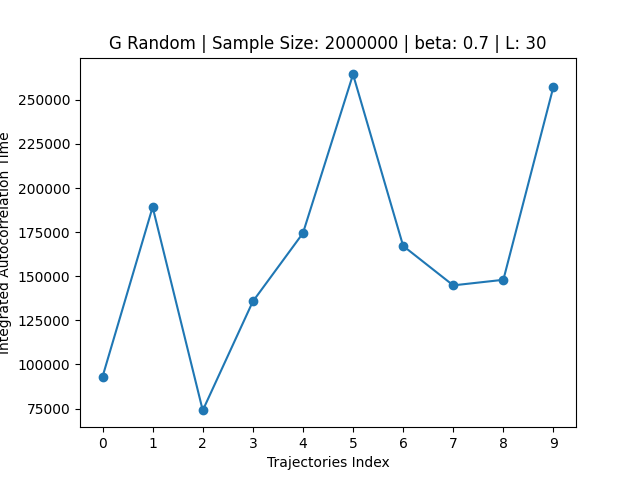 G Random | Sample Size: 2000000 | beta: 0.7 | L: 30
Integrated Autocorrelation Time
250000
225000
200000
175000
150000
125000
100000
75000
0 1 2 3 4 5 6 7 8 9
Trajectories Index